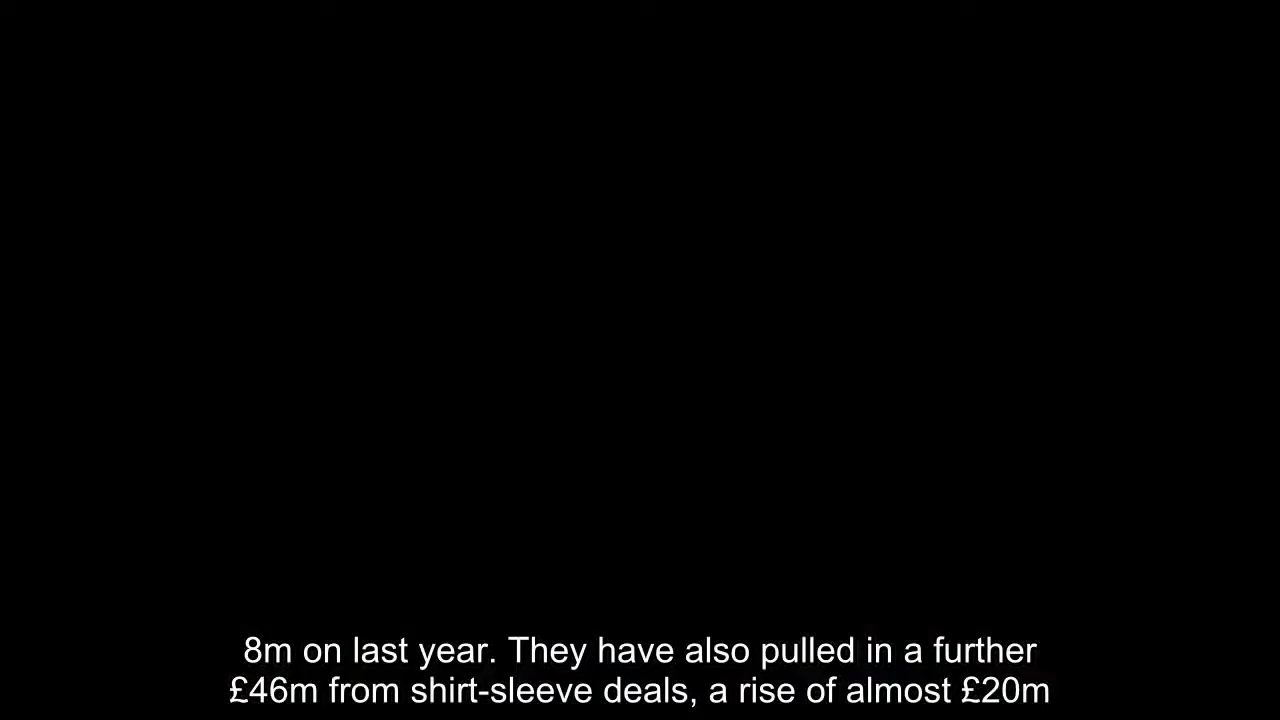 8m on last year. They have also pulled in a further
£46m from shirt-sleeve deals, a rise of almost £20m